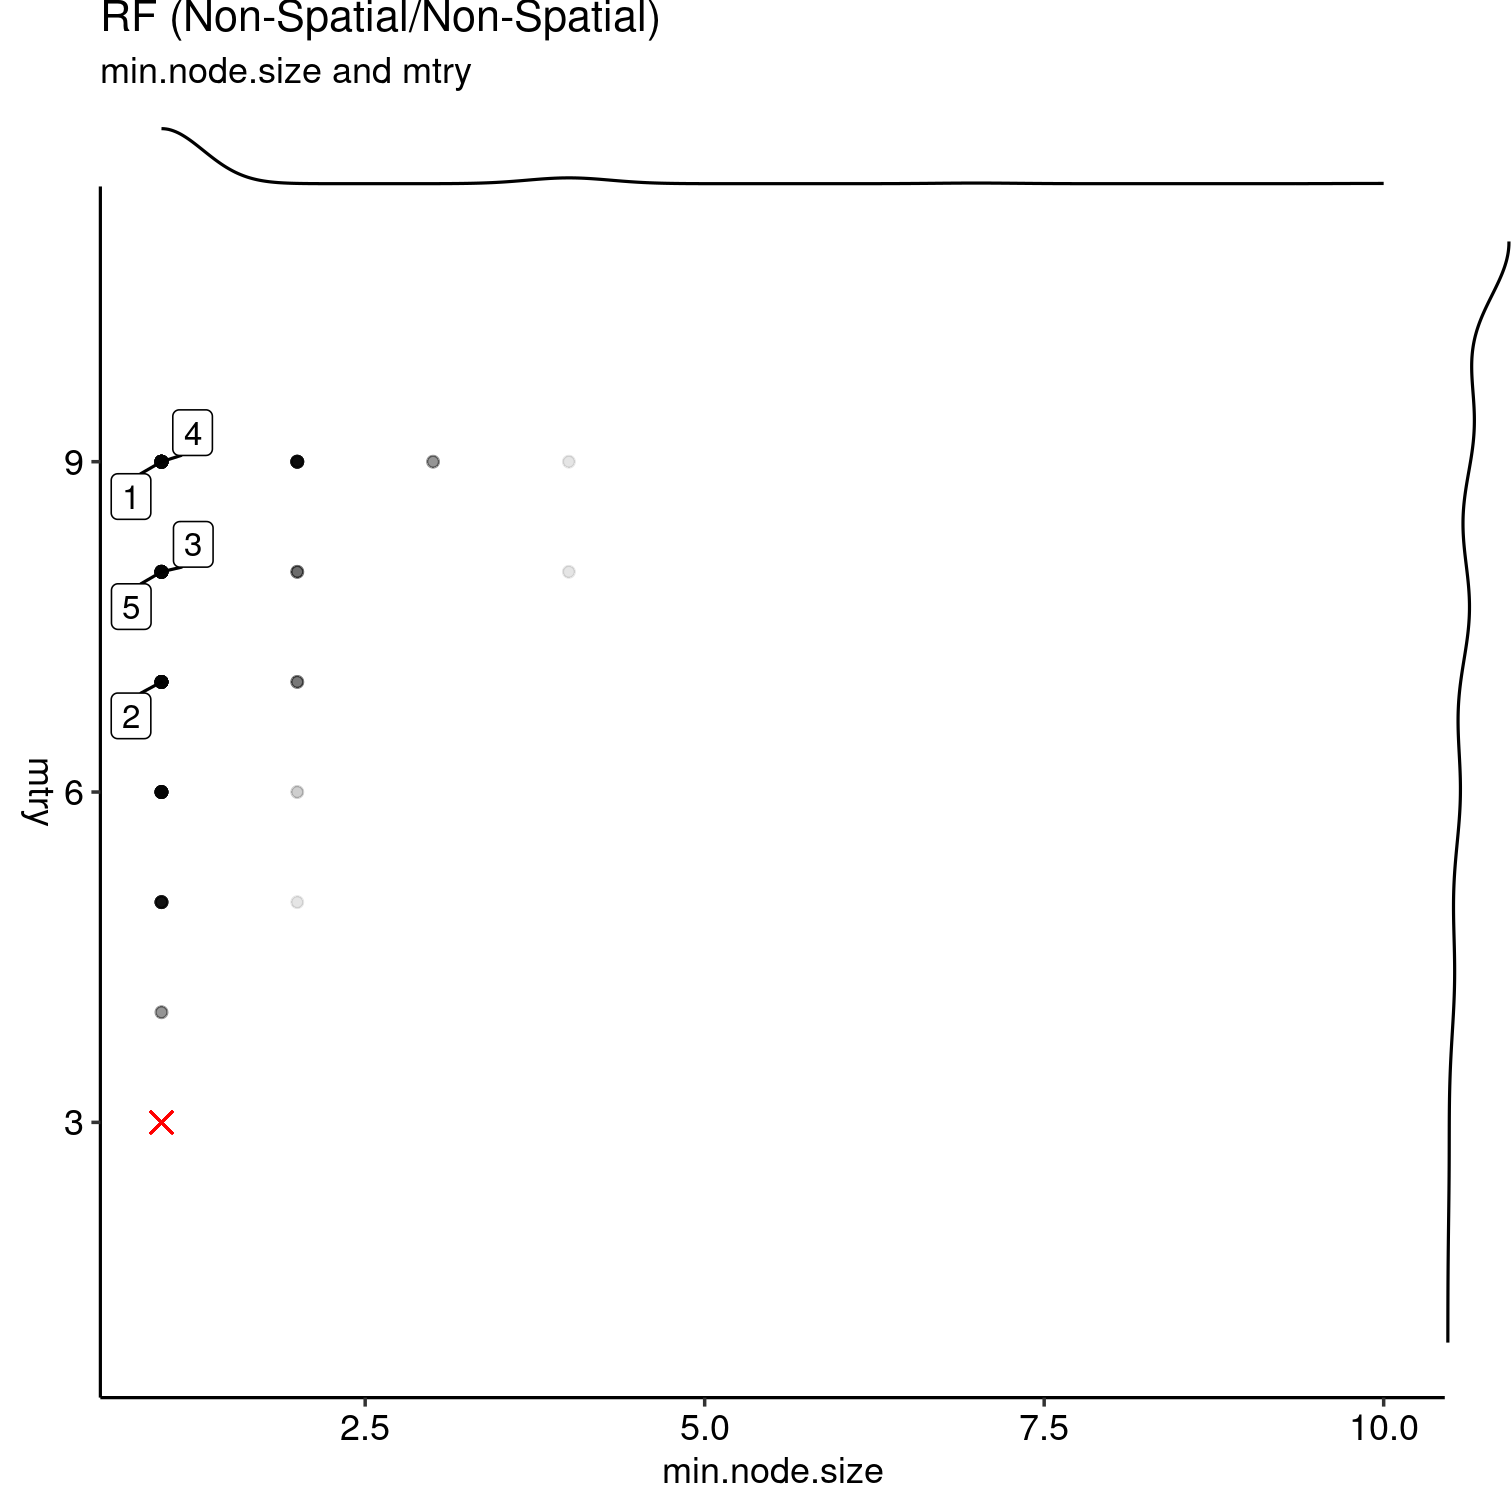 RF (Non-Spatial/Non-Spatial)
min.node.size and mtry
4
9
1
3
5
2
mtry
6
3
2.5 5.0 7.5 10.0
min.node.size